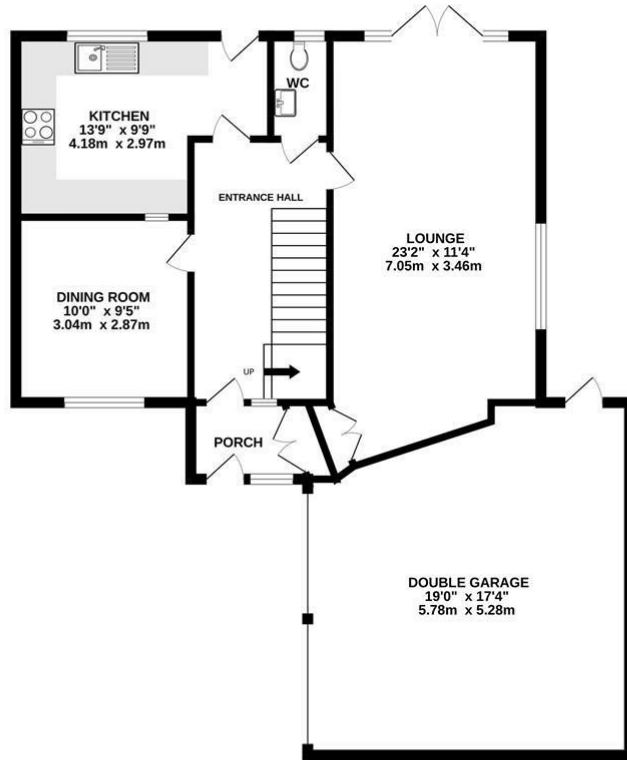 KITCHEN
13'9" x 9'9"
4.18m x 2.97m
WC
ENTRANCE HALL
LOUNGE
23'2" x 11'4"
7.05m x 3.46m
DINING ROOM
10'0" x 9'5"
3.04m x 2.87m
UP
PORCH
DOUBLE GARAGE
19'0" x 17'4"
5.78m x 5.28m